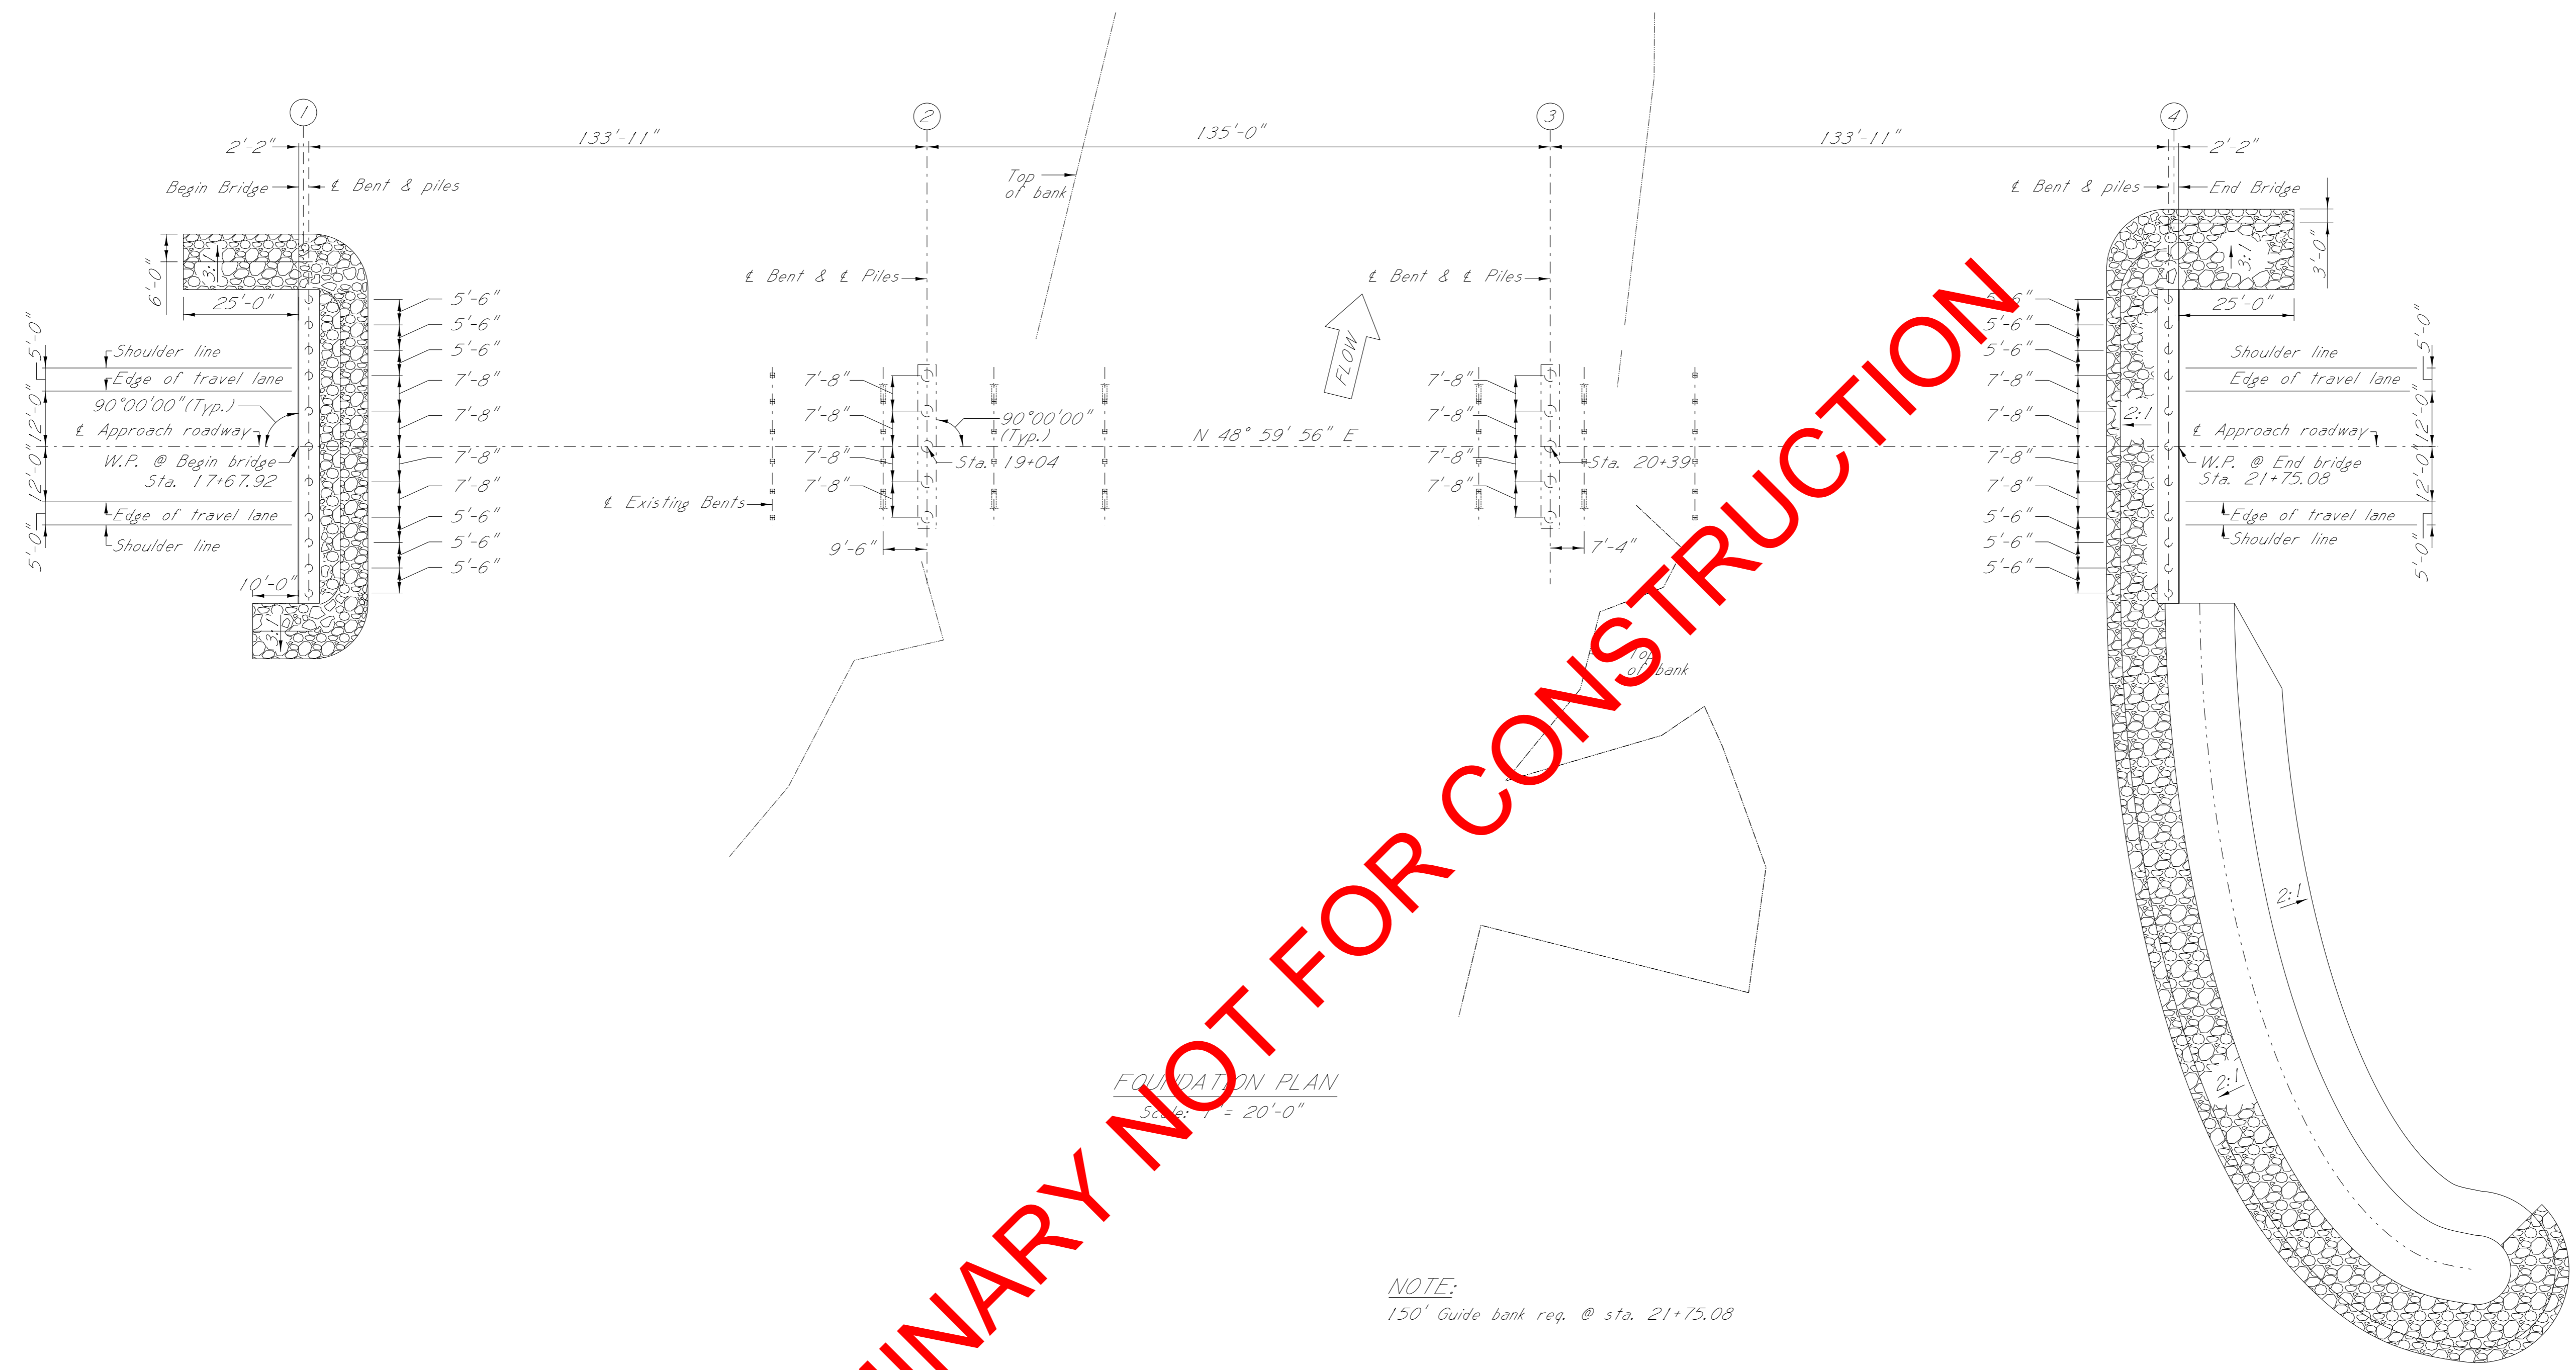 1
2
3
4
2'-2"
133'-11"
135'-0"
133'-11"
2'-2"
Begin Bridge
℄ Bent & piles
Top
of bank
℄ Bent & piles
End Bridge
6'-0"
3:1
25'-0"
℄ Bent & ℄ Piles
℄ Bent & ℄ Piles
FLOW
3:1
3'-0"
25'-0"
5'-0"
12'-0"
12'-0"
5'-0"
Shoulder line
Edge of travel lane
90°00'00"(Typ.)
℄ Approach roadway
W.P. @ Begin bridge
Sta. 17+67.92
Edge of travel lane
Shoulder line
10'-0"
3:1
5'-6"
5'-6"
5'-6"
7'-8"
7'-8"
7'-8"
7'-8"
5'-6"
5'-6"
5'-6"
℄ Existing Bents
7'-8"
7'-8"
7'-8"
7'-8"
90°00'00"
(Typ.)
Sta. 19+04
9'-6"
N 48° 59' 56" E
7'-8"
7'-8"
7'-8"
7'-8"
Sta. 20+39
7'-4"
5'-6"
5'-6"
5'-6"
7'-8"
7'-8"
7'-8"
7'-8"
5'-6"
5'-6"
5'-6"
2:1
Shoulder line
Edge of travel lane
℄ Approach roadway
W.P. @ End bridge
Sta. 21+75.08
Edge of travel lane
Shoulder line
5'-0"
12'-0"
12'-0"
5'-0"
Top
of bank
2:1
2:1
FOUNDATION PLAN
Scale: 1" = 20'-0"
NOTE:
150' Guide bank req. @ sta. 21+75.08
NOT FOR CONSTRUCTION